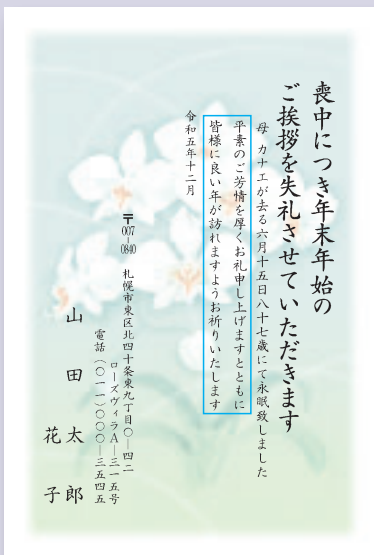 喪中につき年末年始の
ご挨拶を失礼させていただきます
母 カナエが去る六月十五日八十七歳にて永眠致しました
平素のご芳情を厚くお礼申し上げますとともに
皆様に良い年が訪れますようお祈りいたします
令和五年十二月
〒007-0840 札幌市東区北四十条東九丁目〇—四二
ローズヴィラA—三一五号
電話（〇一一）〇〇〇—三五四五
山田 太郎
花子